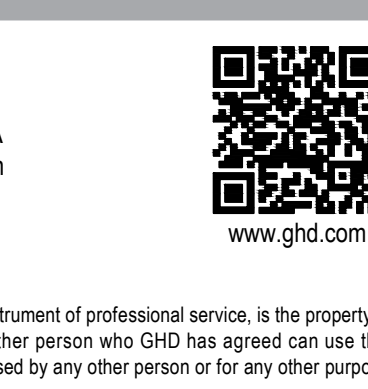 www.ghd.com
trument of professional service, is the property
ther person who GHD has agreed can use th
sed by any other person or for any other purpo